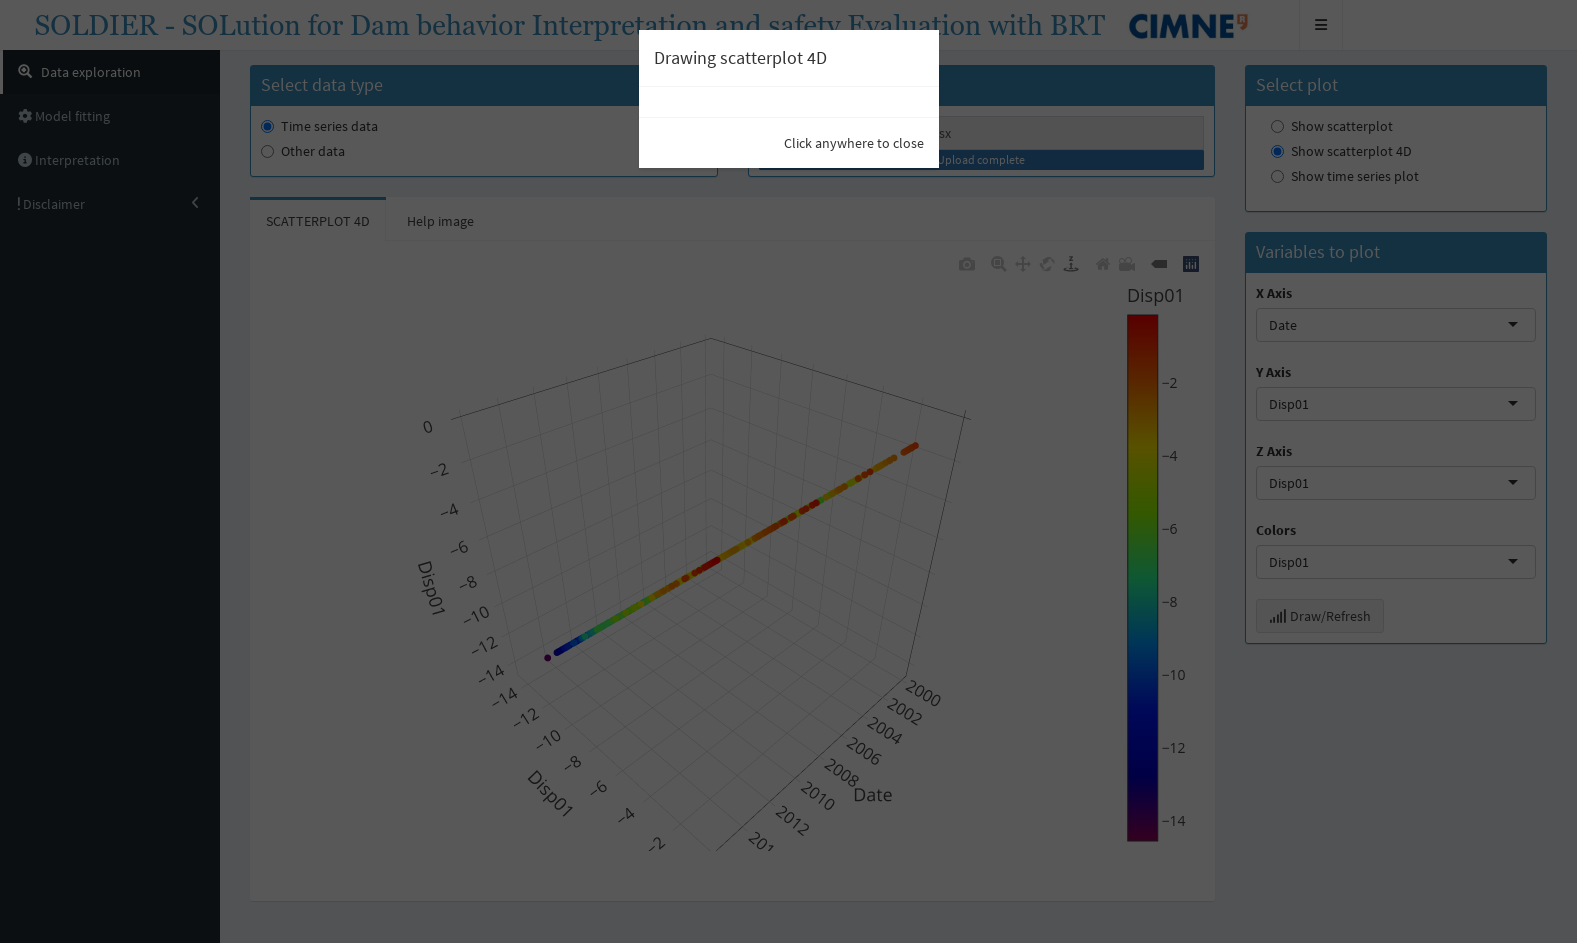 SOLDIER - SOLution for Dam behavior Interpretation and safety Evaluation with BRT
CIMNE
Drawing scatterplot 4D
Click anywhere to close
Data exploration
Model fitting
Interpretation
! Disclaimer
Select data type
Time series data
Other data
sx
Upload complete
Select plot
Show scatterplot
Show scatterplot 4D
Show time series plot
SCATTERPLOT 4D
Help image
Variables to plot
X Axis
Date
Y Axis
Disp01
Z Axis
Disp01
Colors
Disp01
Draw/Refresh
Disp01
−2
−4
−6
−8
−10
−12
−14
0
−2
−4
−6
−8
−10
−12
−14
Disp01
−14
−12
−10
−8
−6
−4
−2
Disp01
2000
2002
2004
2006
2008
2010
2012
201
Date